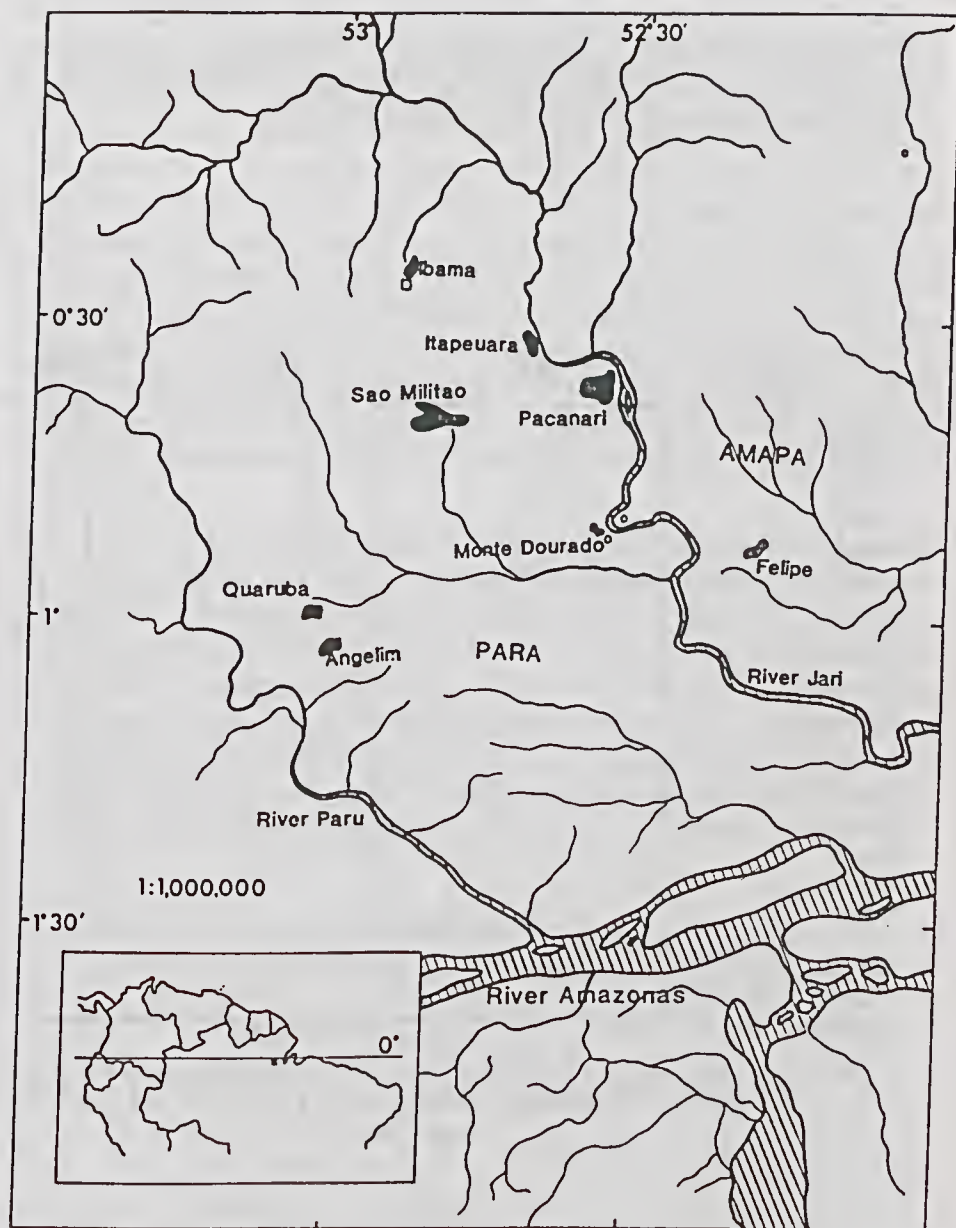 53°
52°30'
Ibama
0°30'
Itapeuara
Sao Militao
Pacanari
AMAPA
Monte Dourado
Felipe
Quaruba
1°
Angelim
PARA
River Jari
River Paru
1:1,000,000
1°30'
River Amazonas
0°